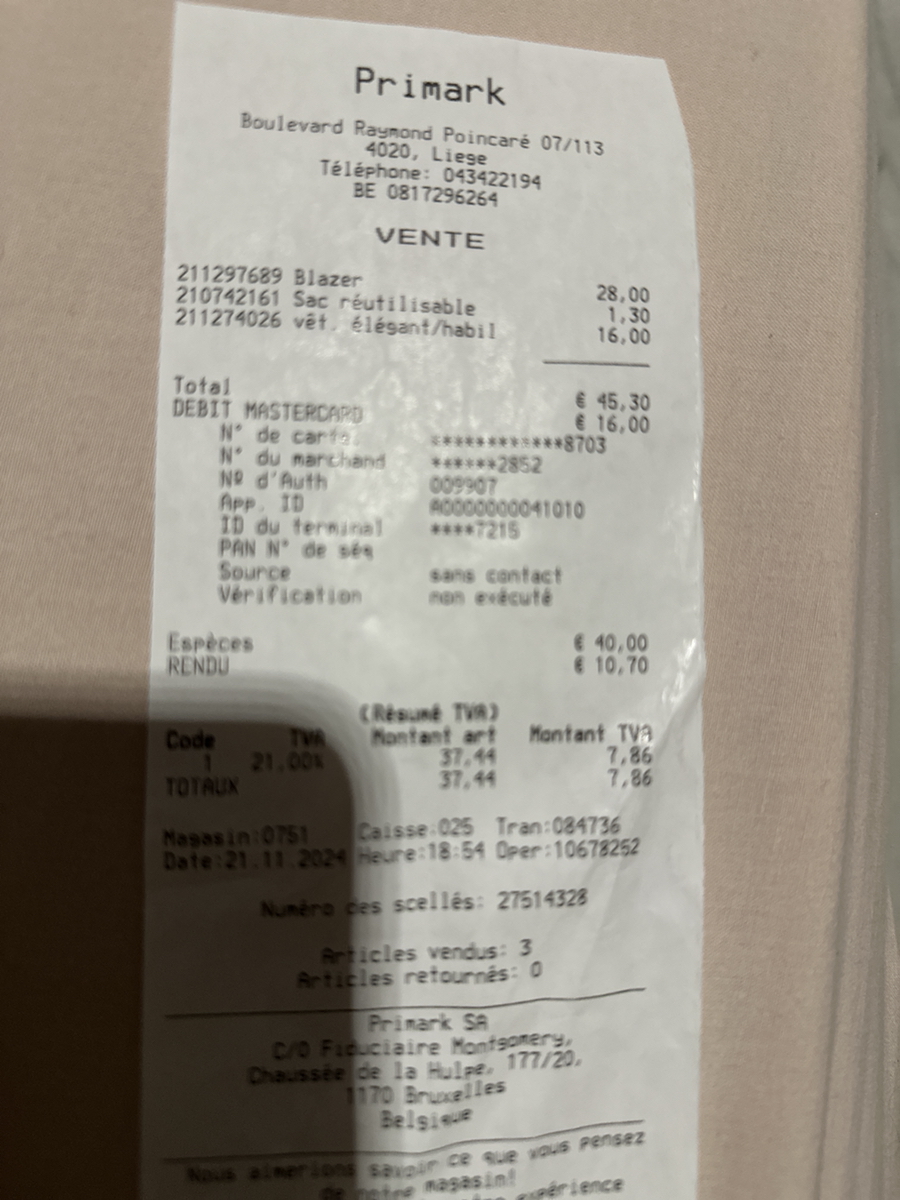 Primark
Boulevard Raymond Poincaré 07/113
4020, Liege
Téléphone: 043422194
BE 0817296264
VENTE
211297689 Blazer 28,00
210742161 Sac réutilisable 1,30
211274026 vêt. élégant/habil 16,00
Total € 45,30
DEBIT MASTERCARD € 16,00
N° de carte ************8703
N° du marchand ******2852
Nº d'Auth 009907
App. ID A0000000041010
ID du terminal ****7215
PAN N° de séq
Source sans contact
Vérification non exécuté
Espèces € 40,00
RENDU € 10,70
(Résumé TVA)
Code TVA Montant art Montant TVA
1 21,00% 37,44 7,86
TOTAUX 37,44 7,86
Magasin:0751 Caisse:025 Tran:084736
Date:21.11.2024 Heure:18:54 Oper:10678252
Numéro des scellés: 27514328
Articles vendus: 3
Articles retournés: 0
Primark SA
C/O Fiduciaire Montgomery,
Chaussée de la Hulpe, 177/20,
1170 Bruxelles
Belgique
Nous aimerions savoir ce que vous pensez
de notre magasin!
expérience